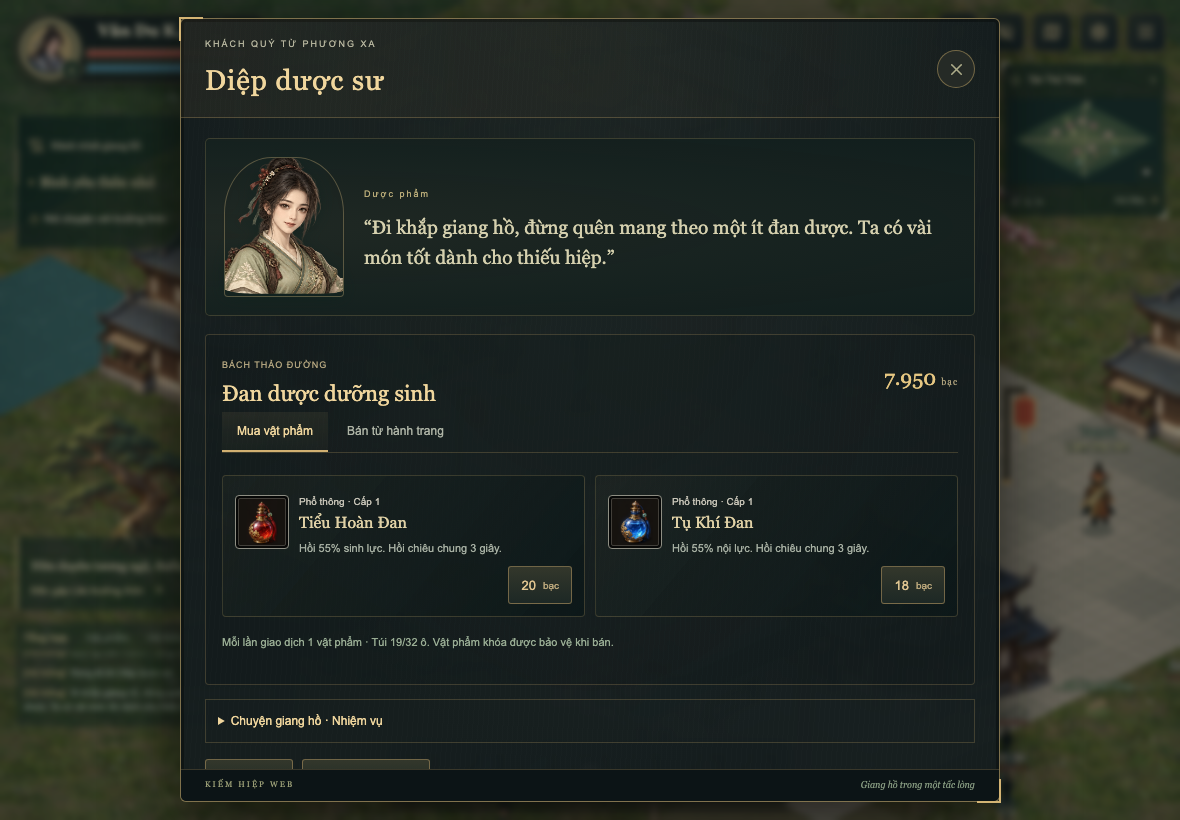 KHÁCH QUÝ TỪ PHƯƠNG XA
Diệp dược sư
Dược phẩm
“Đi khắp giang hồ, đừng quên mang theo một ít đan dược. Ta có vài
món tốt dành cho thiếu hiệp.”
BÁCH THẢO ĐƯỜNG
Đan dược dưỡng sinh
7.950 bạc
Mua vật phẩm
Bán từ hành trang
Phổ thông · Cấp 1
Tiểu Hoàn Đan
Hồi 55% sinh lực. Hồi chiêu chung 3 giây.
20 bạc
Phổ thông · Cấp 1
Tụ Khí Đan
Hồi 55% nội lực. Hồi chiêu chung 3 giây.
18 bạc
Mỗi lần giao dịch 1 vật phẩm · Túi 19/32 ô. Vật phẩm khóa được bảo vệ khi bán.
Chuyện giang hồ · Nhiệm vụ
KIẾM HIỆP WEB
Giang hồ trong một tấc lòng